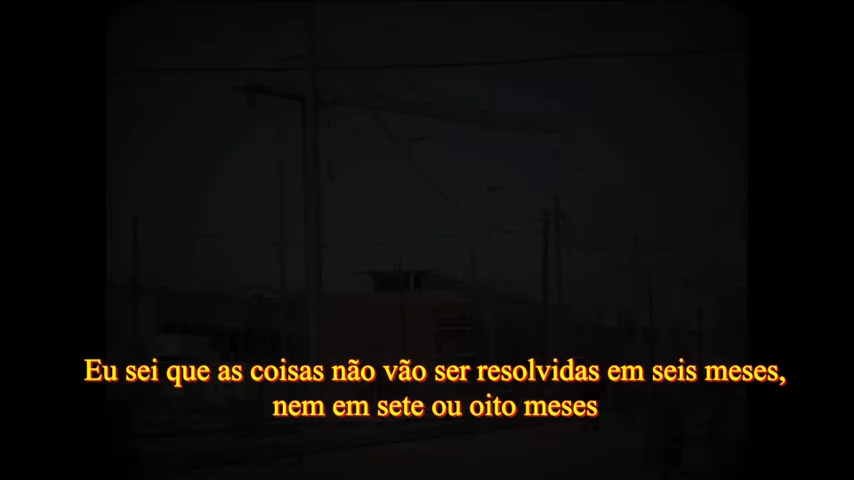 Eu sei que as coisas não vão ser resolvidas em seis meses,
nem em sete ou oito meses